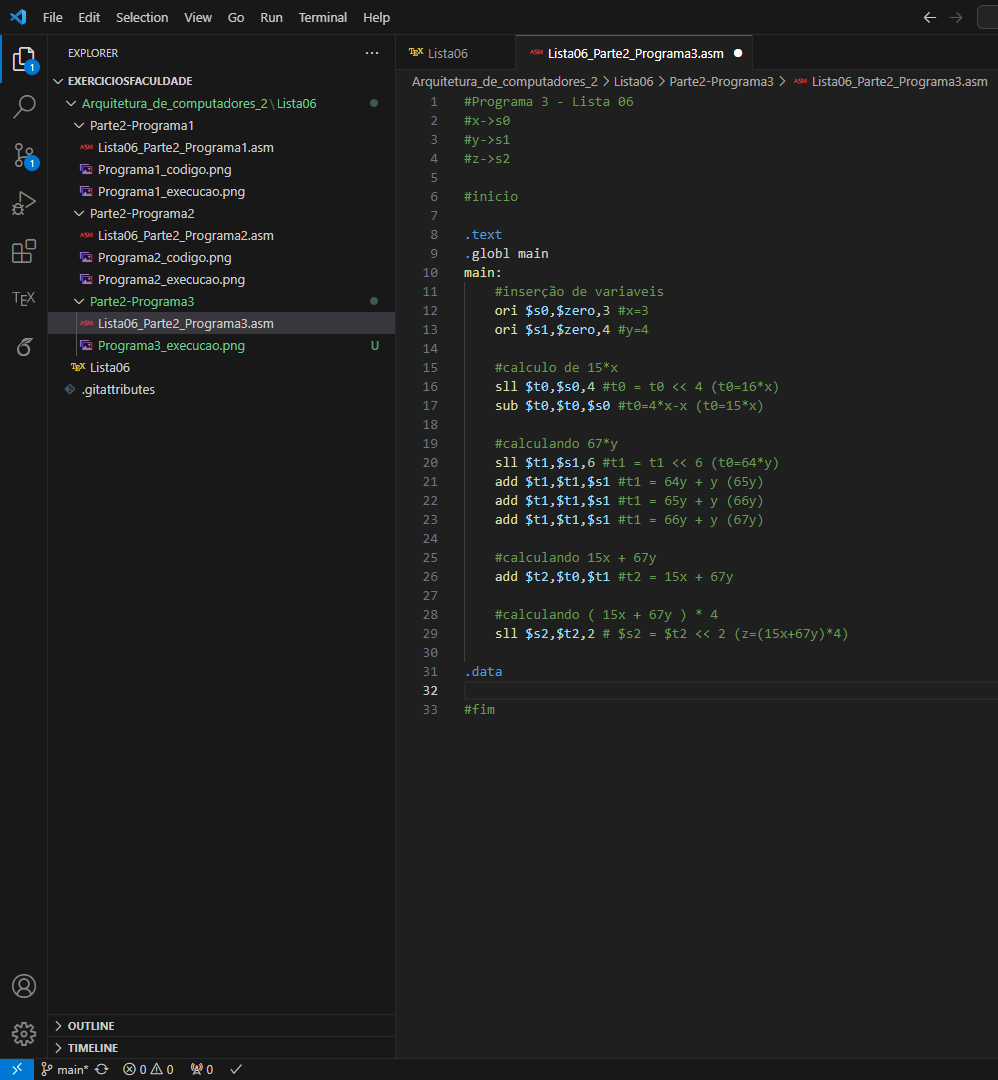 File Edit Selection View Go Run Terminal Help
EXPLORER ...
EXERCICIOSFACULDADE
Arquitetura_de_computadores_2\Lista06
Parte2-Programa1
ASM Lista06_Parte2_Programa1.asm
Programa1_codigo.png
Programa1_execucao.png
Parte2-Programa2
ASM Lista06_Parte2_Programa2.asm
Programa2_codigo.png
Programa2_execucao.png
Parte2-Programa3
ASM Lista06_Parte2_Programa3.asm
Programa3_execucao.png U
TEX Lista06
.gitattributes
OUTLINE
TIMELINE
1
1
TEX
TEX Lista06
ASM Lista06_Parte2_Programa3.asm
Arquitetura_de_computadores_2 > Lista06 > Parte2-Programa3 > ASM Lista06_Parte2_Programa3.asm
1 #Programa 3 - Lista 06
2 #x->s0
3 #y->s1
4 #z->s2
5
6 #inicio
7
8 .text
9 .globl main
10 main:
11 #inserção de variaveis
12 ori $s0,$zero,3 #x=3
13 ori $s1,$zero,4 #y=4
14
15 #calculo de 15*x
16 sll $t0,$s0,4 #t0 = t0 << 4 (t0=16*x)
17 sub $t0,$t0,$s0 #t0=4*x-x (t0=15*x)
18
19 #calculando 67*y
20 sll $t1,$s1,6 #t1 = t1 << 6 (t0=64*y)
21 add $t1,$t1,$s1 #t1 = 64y + y (65y)
22 add $t1,$t1,$s1 #t1 = 65y + y (66y)
23 add $t1,$t1,$s1 #t1 = 66y + y (67y)
24
25 #calculando 15x + 67y
26 add $t2,$t0,$t1 #t2 = 15x + 67y
27
28 #calculando ( 15x + 67y ) * 4
29 sll $s2,$t2,2 # $s2 = $t2 << 2 (z=(15x+67y)*4)
30
31 .data
32
33 #fim
main* 0 0 0